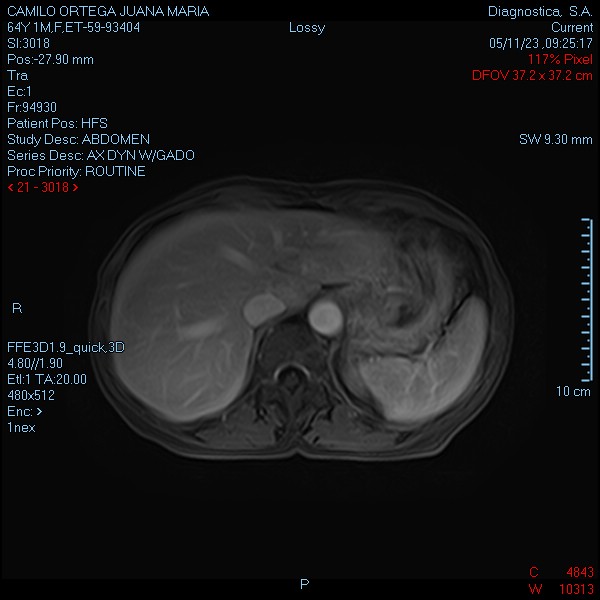 CAMILO ORTEGA JUANA MARIA
64Y 1M,F,ET-59-93404
SI:3018
Pos:-27.90 mm
Tra
Ec:1
Fr:94930
Patient Pos: HFS
Study Desc: ABDOMEN
Series Desc: AX DYN W/GADO
Proc Priority: ROUTINE
< 21 - 3018 >
Lossy
Diagnostica, S.A.
Current
05/11/23 ,09:25:17
117% Pixel
DFOV 37.2 x 37.2 cm
SW 9.30 mm
R
FFE3D1.9_quick,3D
4.80//1.90
Etl:1 TA:20.00
480x512
Enc: >
1nex
10 cm
P
C 4843
W 10313